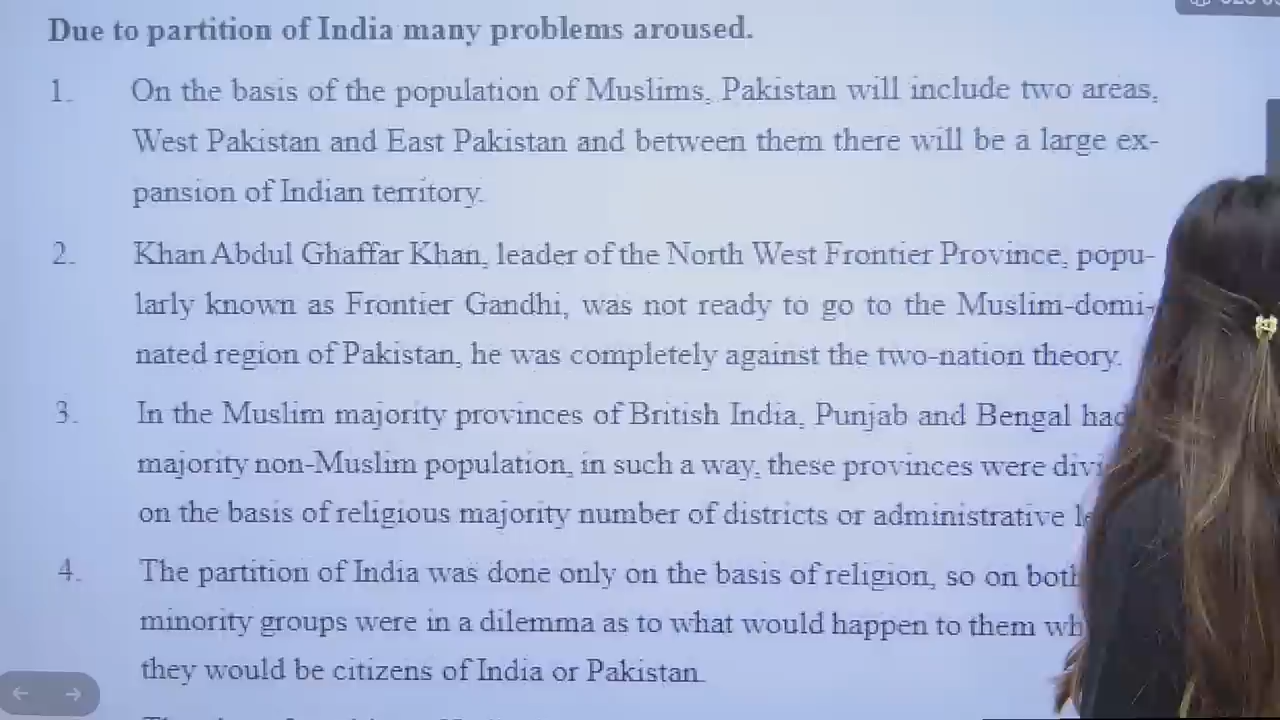 Due to partition of India many problems aroused.
1. On the basis of the population of Muslims, Pakistan will include two areas,
West Pakistan and East Pakistan and between them there will be a large ex-
pansion of Indian territory.
2. Khan Abdul Ghaffar Khan, leader of the North West Frontier Province, popu-
larly known as Frontier Gandhi, was not ready to go to the Muslim-domi-
nated region of Pakistan, he was completely against the two-nation theory.
3. In the Muslim majority provinces of British India, Punjab and Bengal had
majority non-Muslim population, in such a way, these provinces were divi
on the basis of religious majority number of districts or administrative
4. The partition of India was done only on the basis of religion, so on both
minority groups were in a dilemma as to what would happen to them wh
they would be citizens of India or Pakistan.